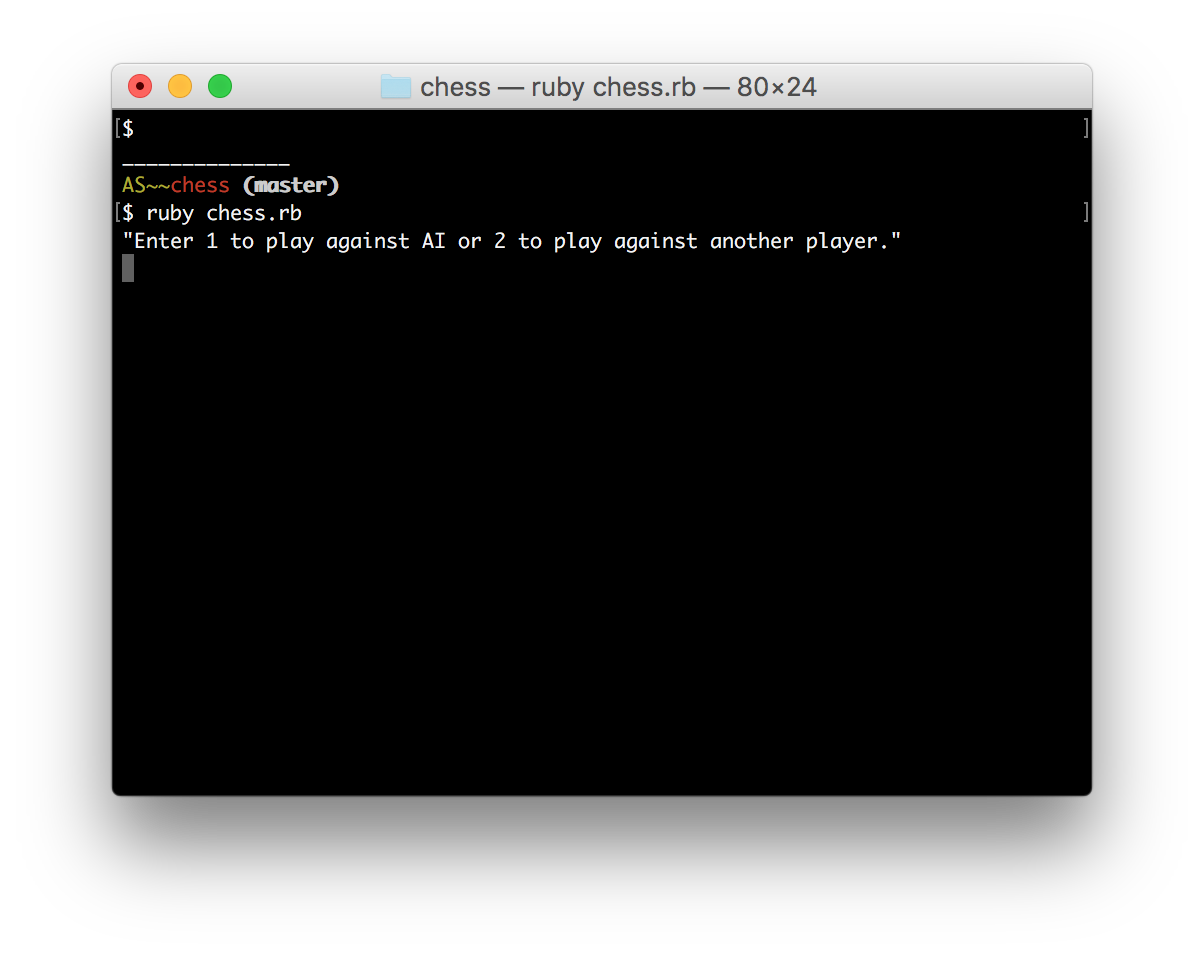 chess — ruby chess.rb — 80×24
[$ ]
______________
AS~~chess (master)
[$ ruby chess.rb ]
"Enter 1 to play against AI or 2 to play against another player."